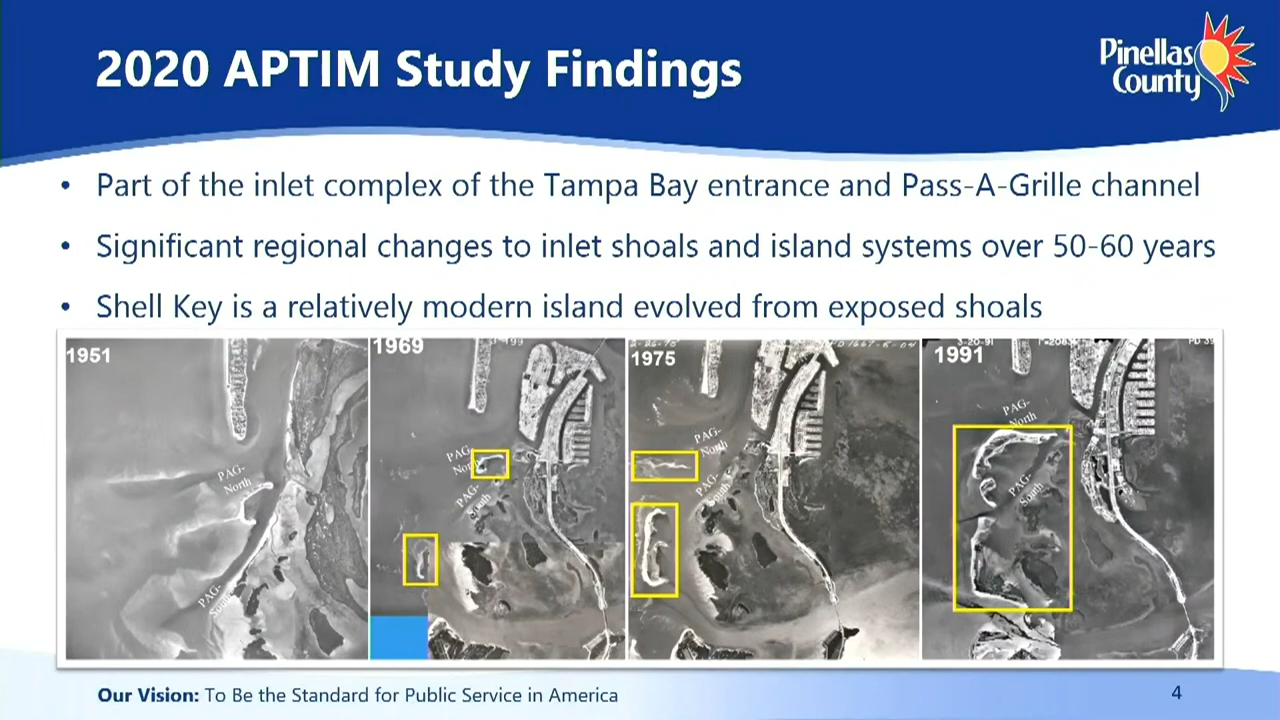 2020 APTIM Study Findings
Pinellas
County
• Part of the inlet complex of the Tampa Bay entrance and Pass-A-Grille channel
• Significant regional changes to inlet shoals and island systems over 50-60 years
• Shell Key is a relatively modern island evolved from exposed shoals
1951
PAG-
North
PAG-
South
1969
PAG-
North
PAG-
South
1975
PAG-
North
PAG-
South
3-20-91
1991
PAG-
North
PAG-
South
Our Vision: To Be the Standard for Public Service in America
4